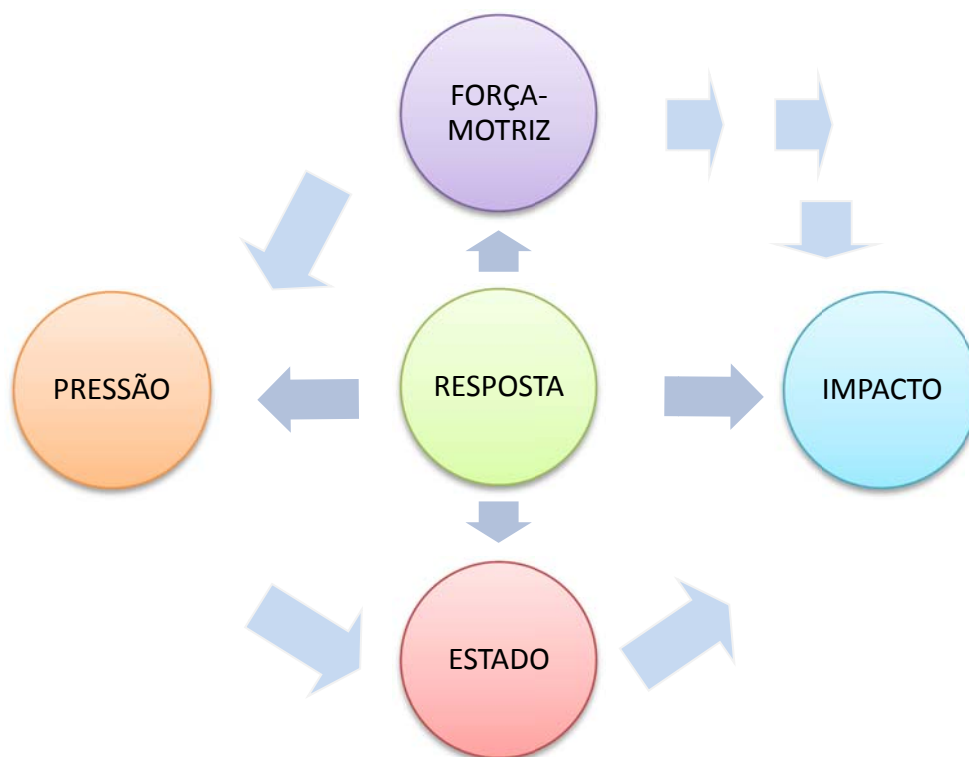 FORÇA-
MOTRIZ
PRESSÃO
RESPOSTA
IMPACTO
ESTADO